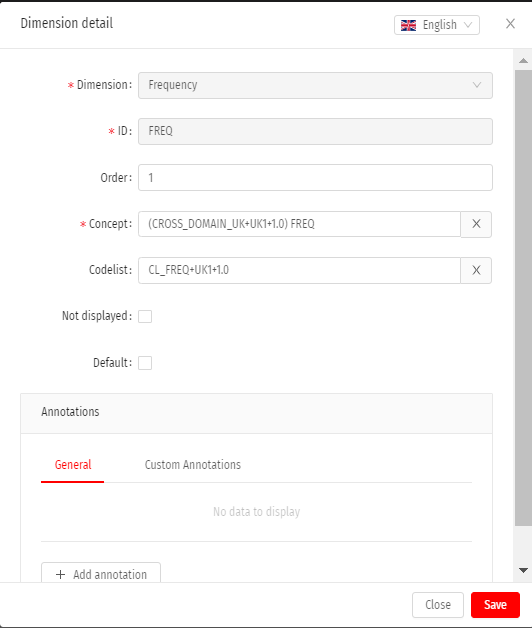 Dimension detail
English
* Dimension: Frequency
* ID: FREQ
Order: 1
* Concept: (CROSS_DOMAIN_UK+UK1+1.0) FREQ
Codelist: CL_FREQ+UK1+1.0
Not displayed:
Default:
Annotations
General Custom Annotations
No data to display
+ Add annotation
Close Save